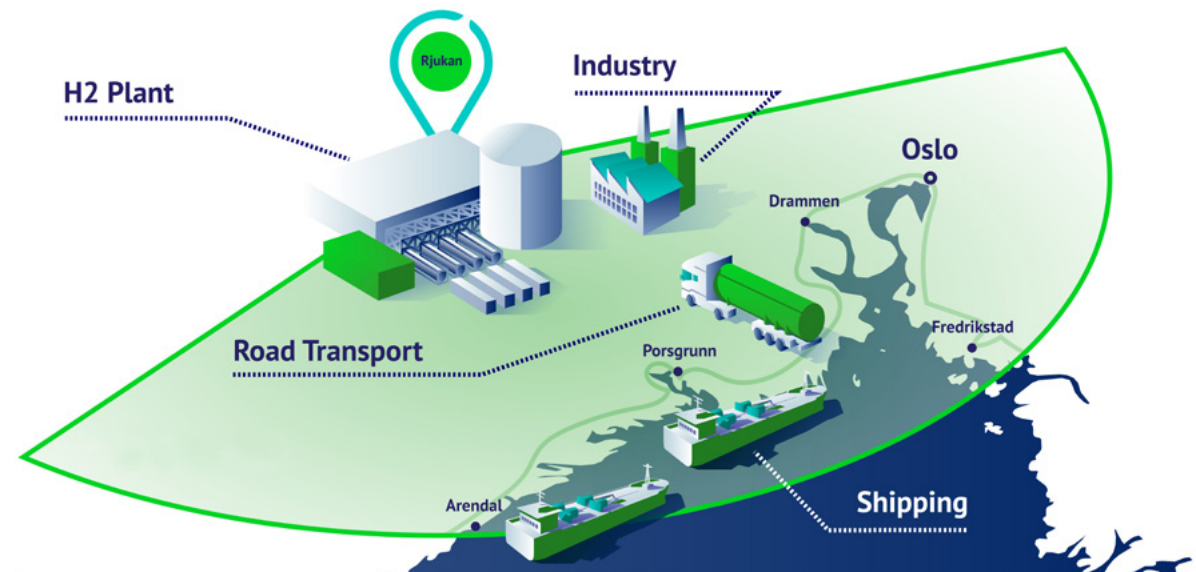 Rjukan
H2 Plant
Industry
Oslo
Drammen
Road Transport
Porsgrunn
Fredrikstad
Arendal
Shipping